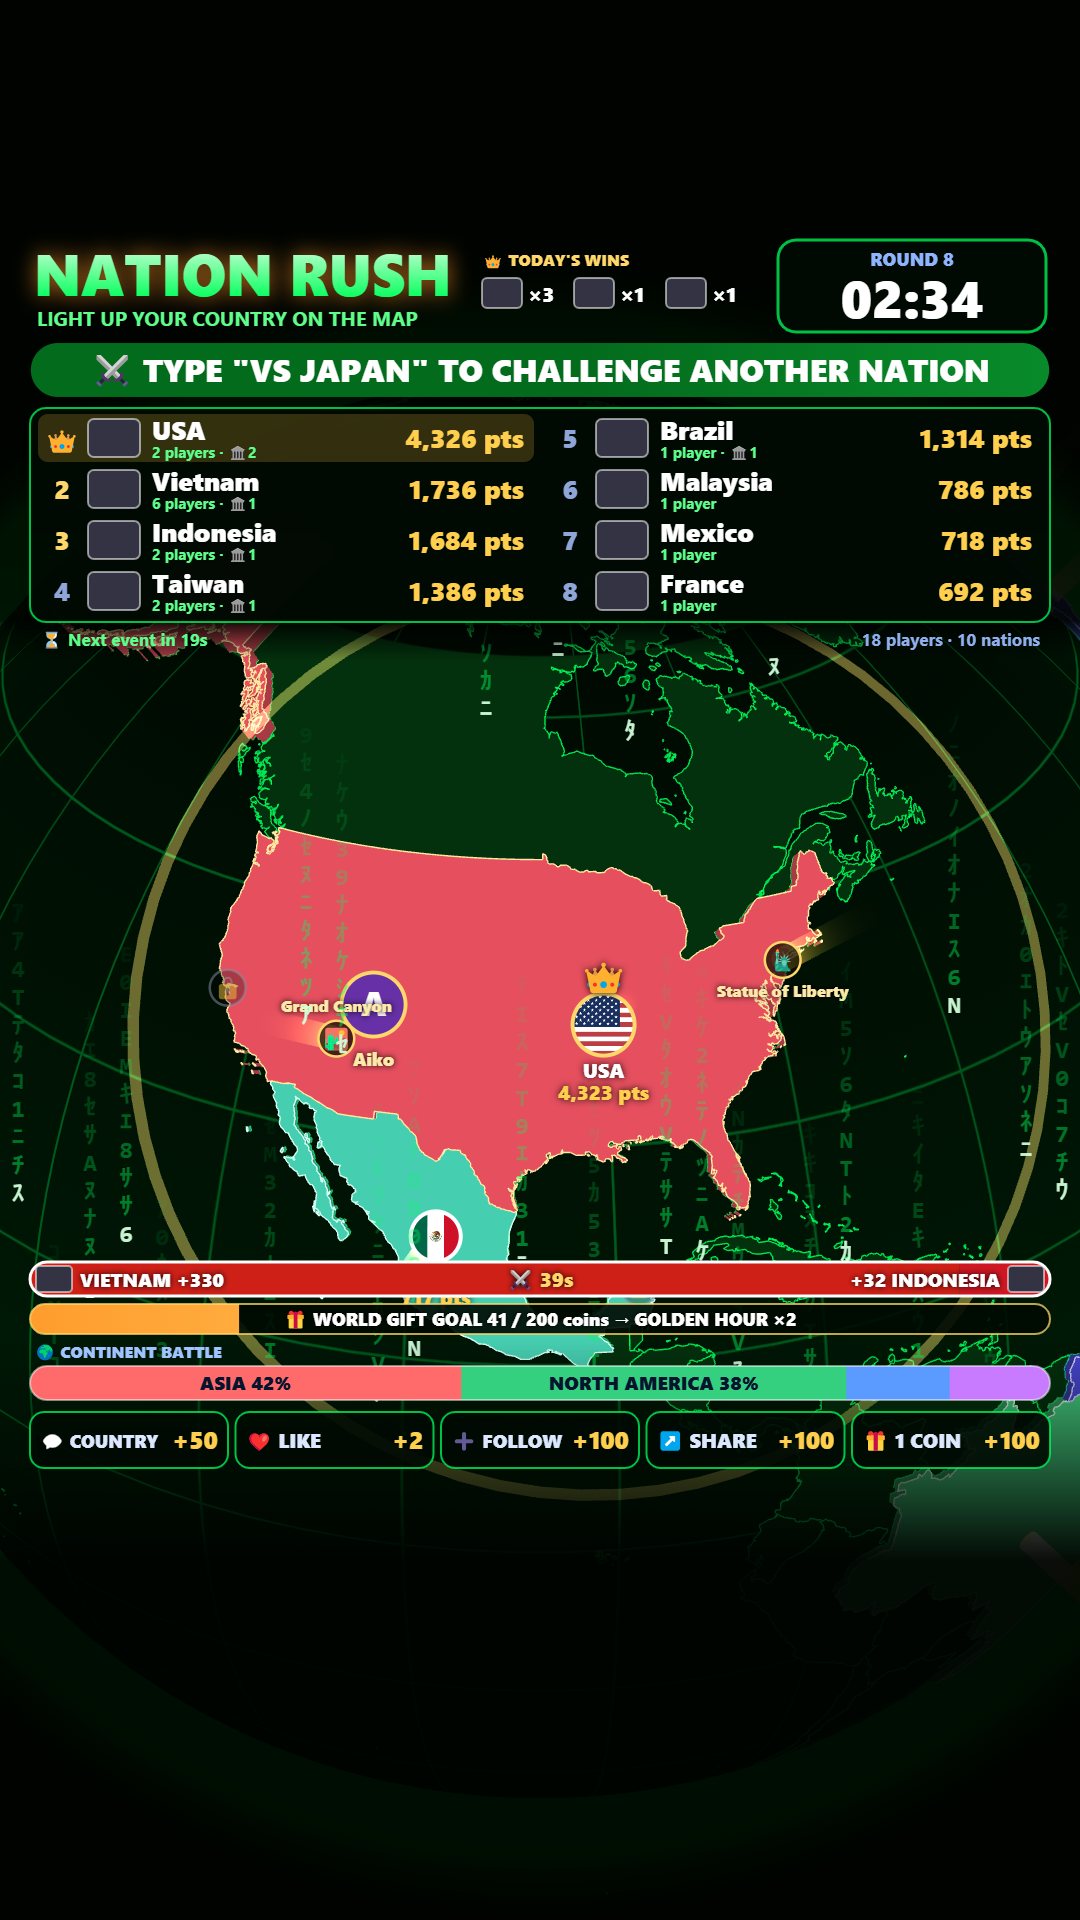 NATION RUSH
LIGHT UP YOUR COUNTRY ON THE MAP
TODAY'S WINS
×3 ×1 ×1
ROUND 8
02:34
TYPE "VS JAPAN" TO CHALLENGE ANOTHER NATION
USA 4,326 pts
2 players · 2
2 Vietnam 1,736 pts
6 players · 1
3 Indonesia 1,684 pts
2 players · 1
4 Taiwan 1,386 pts
2 players · 1
5 Brazil 1,314 pts
1 player · 1
6 Malaysia 786 pts
1 player
7 Mexico 718 pts
1 player
8 France 692 pts
1 player
Next event in 19s
18 players · 10 nations
Statue of Liberty
Grand Canyon
A
Aiko
USA
4,323 pts
VIETNAM +330 39s +32 INDONESIA
717 pts
WORLD GIFT GOAL 41 / 200 coins → GOLDEN HOUR ×2
CONTINENT BATTLE
ASIA 42% NORTH AMERICA 38%
COUNTRY +50
LIKE +2
FOLLOW +100
SHARE +100
1 COIN +100